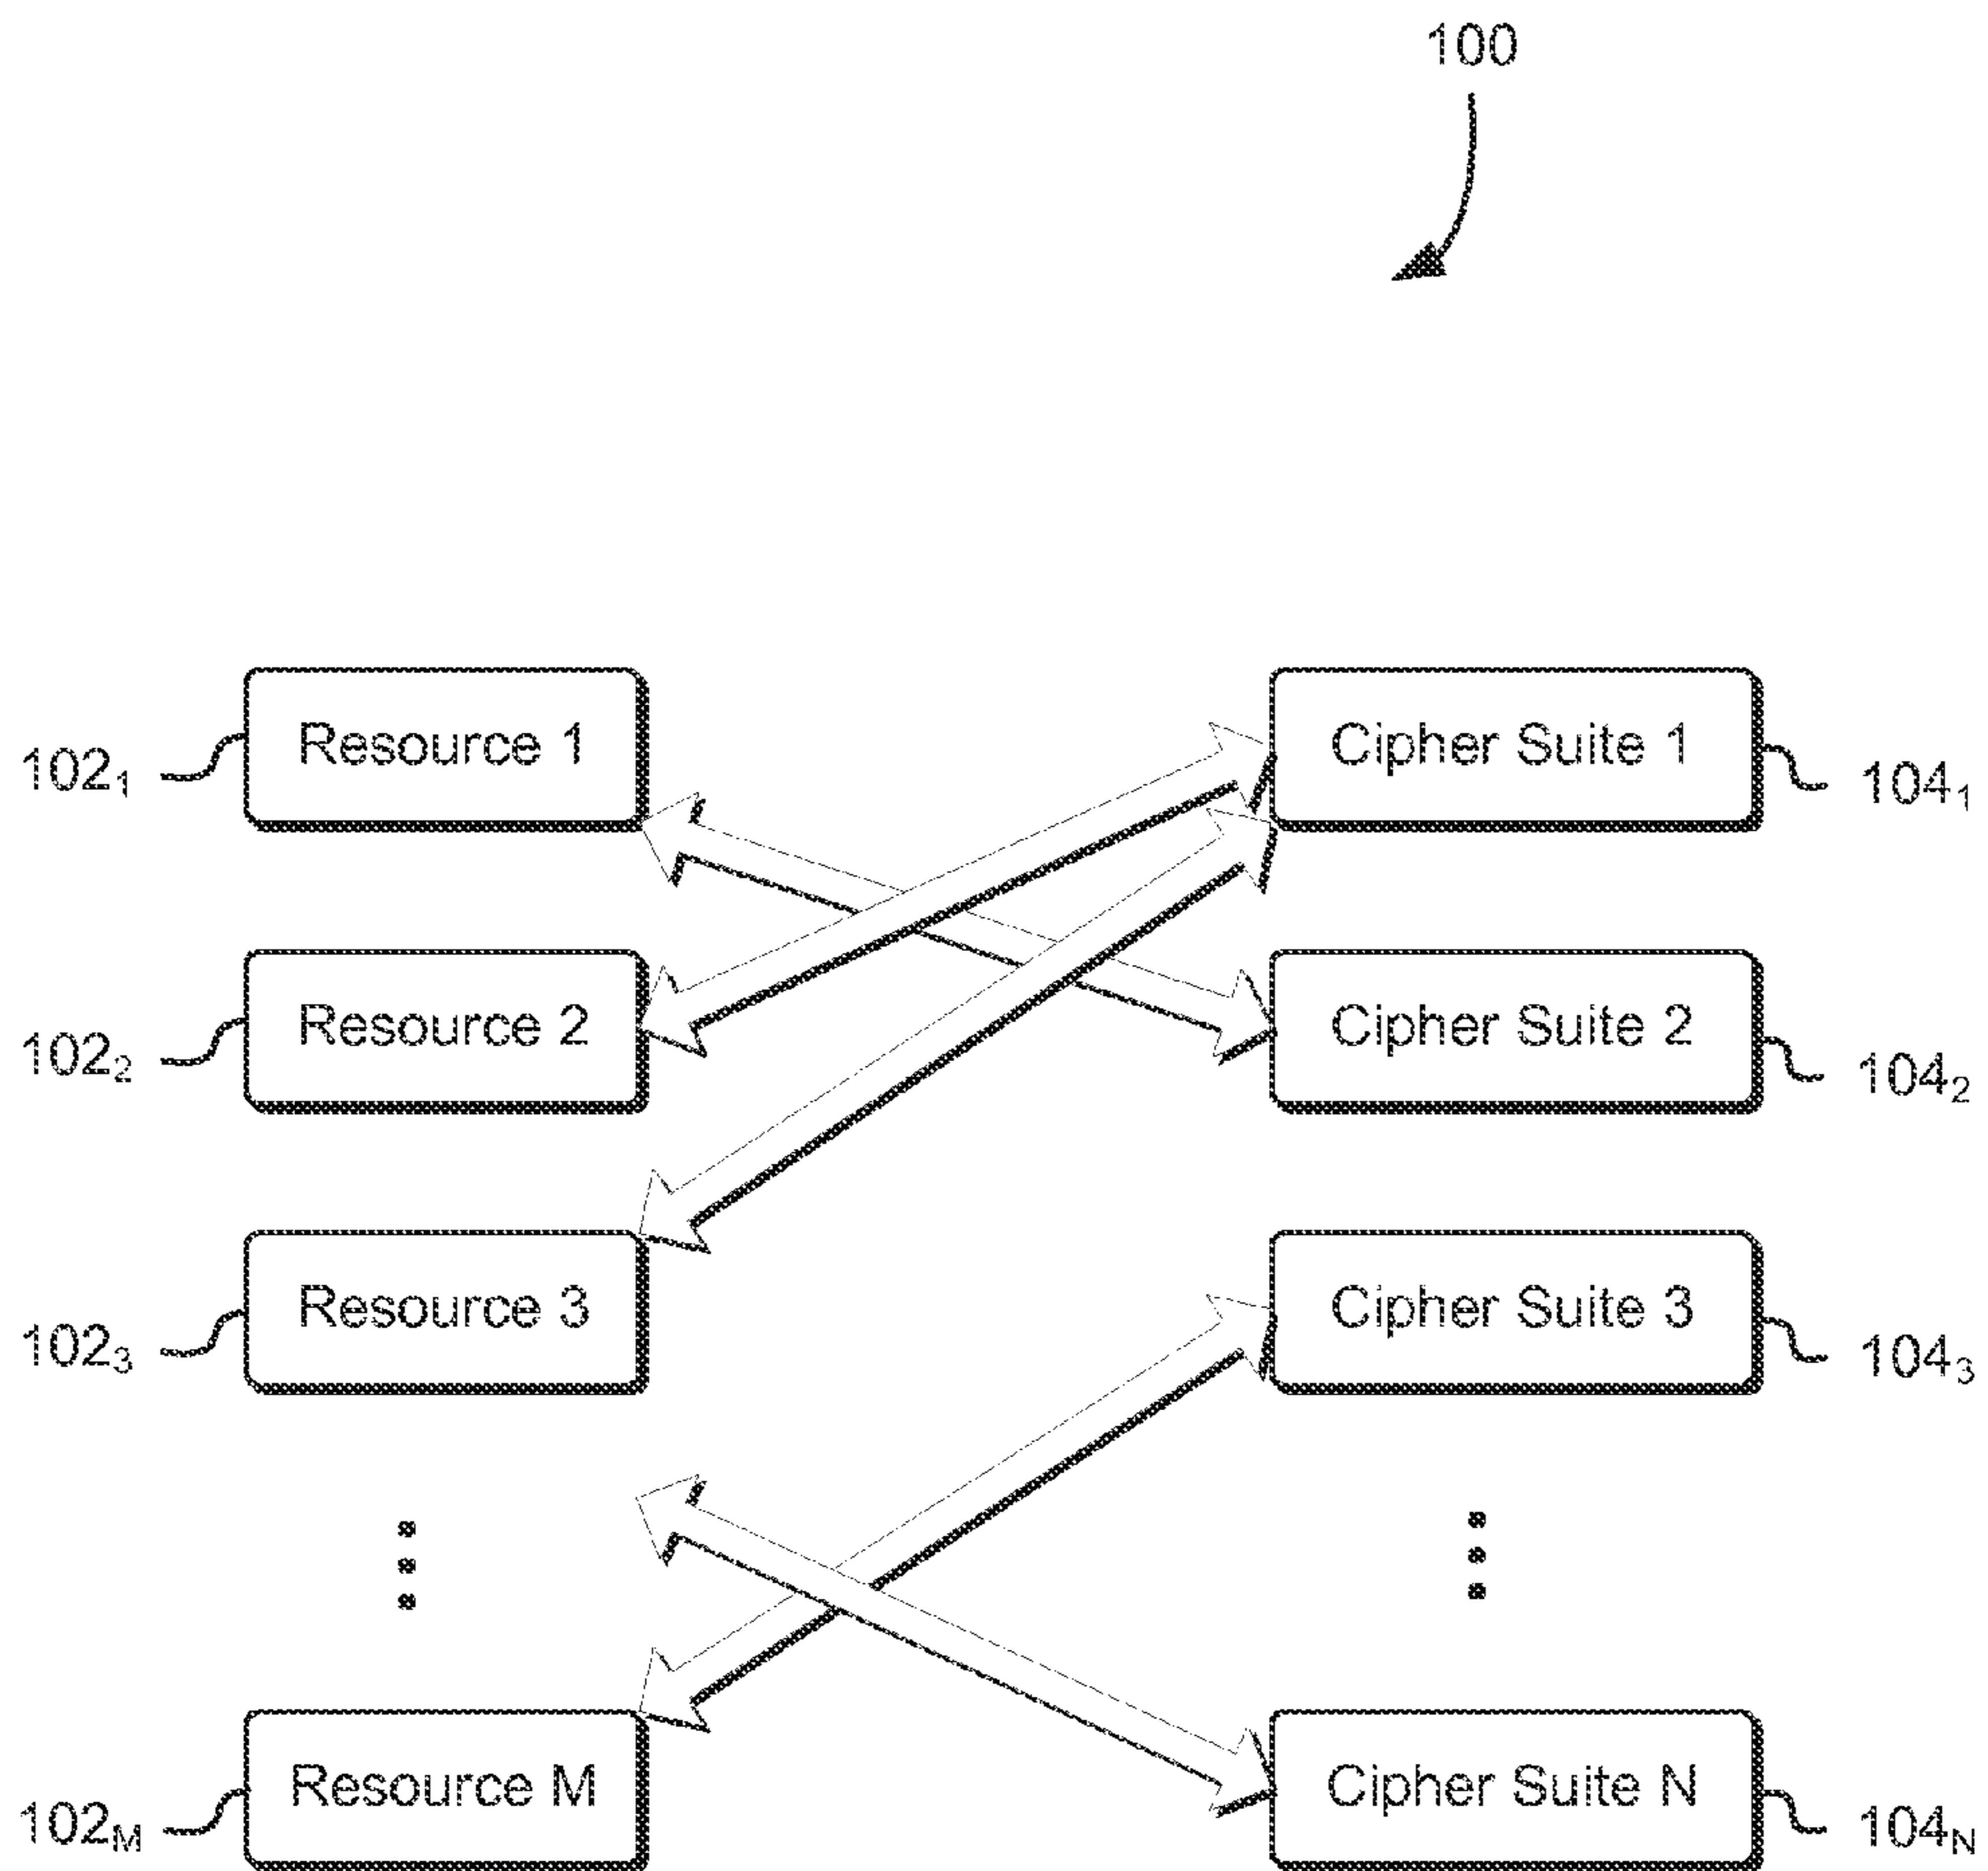 100
Resource 1
Cipher Suite 1
102₁
104₁
Resource 2
Cipher Suite 2
102₂
104₂
Resource 3
Cipher Suite 3
102₃
104₃
Resource M
Cipher Suite N
102M
104N